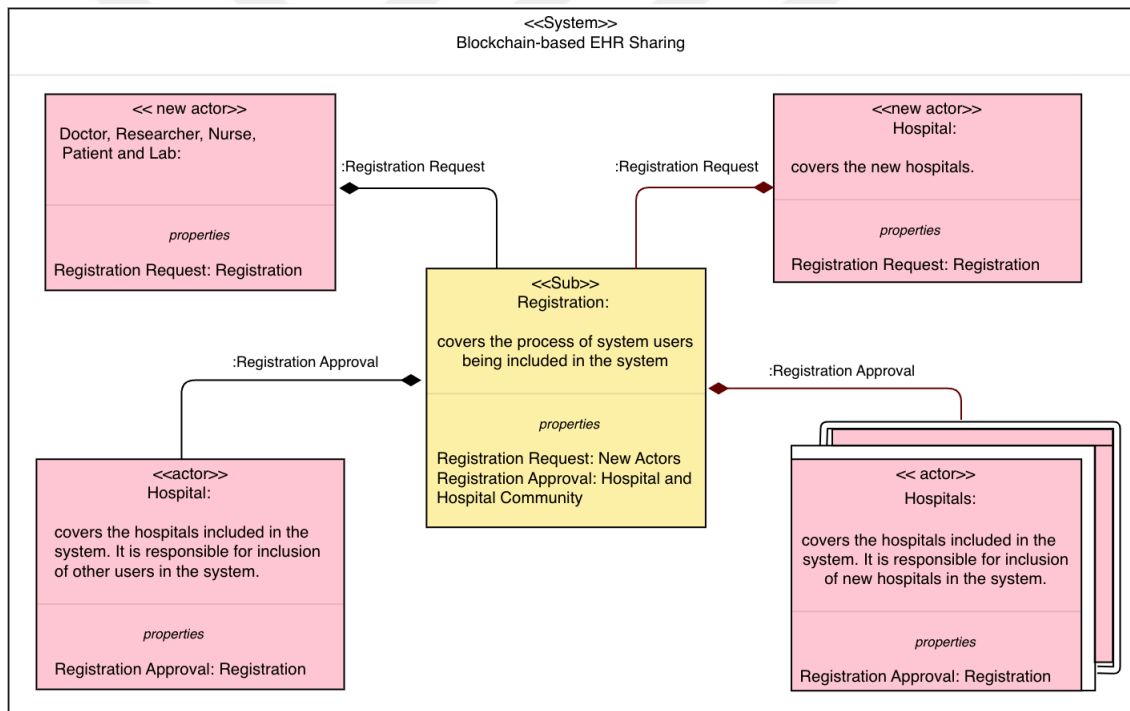 <<System>>
Blockchain-based EHR Sharing
<< new actor>>
Doctor, Researcher, Nurse,
Patient and Lab:
properties
Registration Request: Registration
:Registration Request
:Registration Request
<<new actor>>
Hospital:
covers the new hospitals.
properties
Registration Request: Registration
<<Sub>>
Registration:
covers the process of system users
being included in the system
properties
Registration Request: New Actors
Registration Approval: Hospital and
Hospital Community
:Registration Approval
:Registration Approval
<<actor>>
Hospital:
covers the hospitals included in the
system. It is responsible for inclusion
of other users in the system.
properties
Registration Approval: Registration
<< actor>>
Hospitals:
covers the hospitals included in the
system. It is responsible for inclusion
of new hospitals in the system.
properties
Registration Approval: Registration